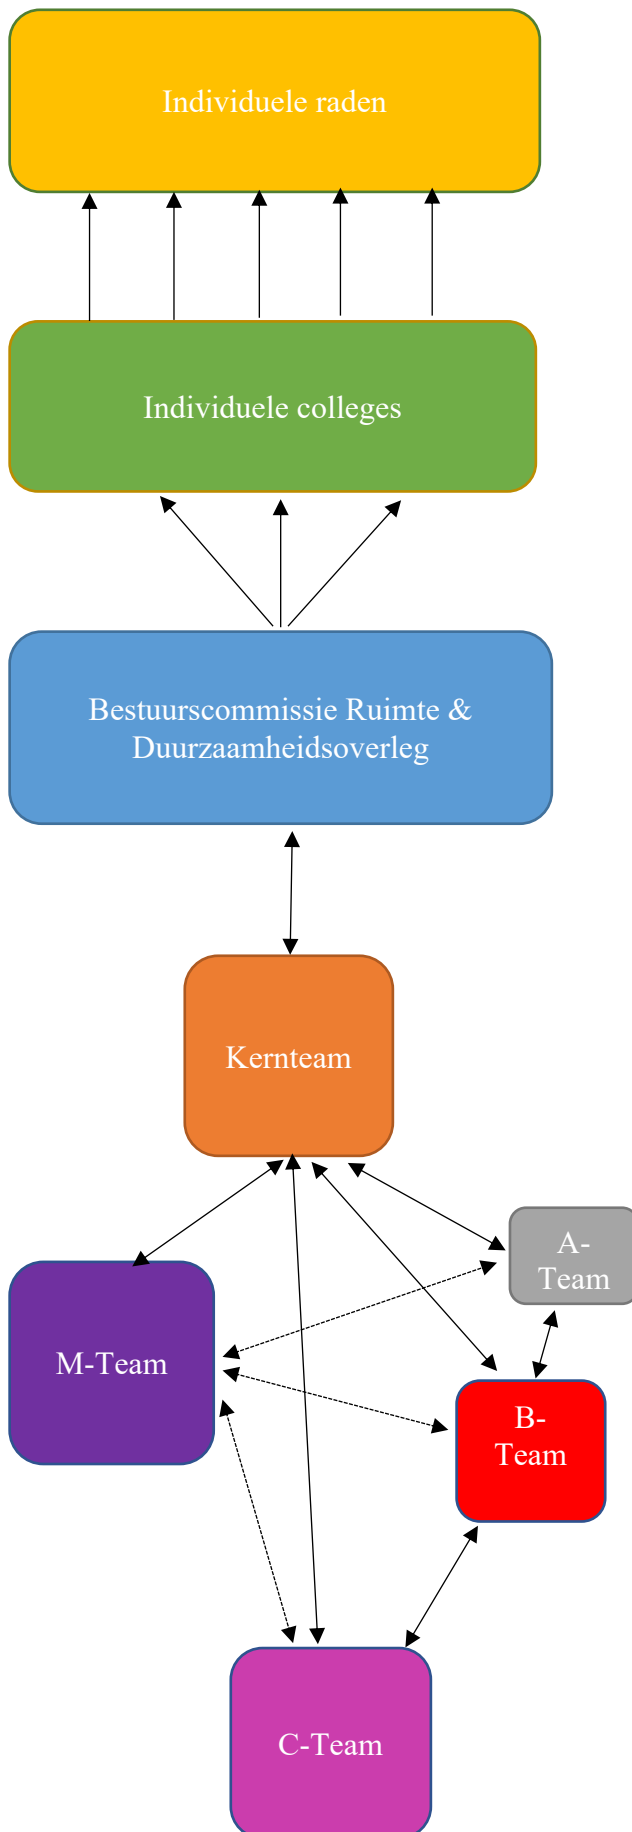 Individuele raden
Individuele colleges
Bestuurscommissie Ruimte &
Duurzaamheidsoverleg
Kernteam
A-
Team
M-Team
B-
Team
C-Team